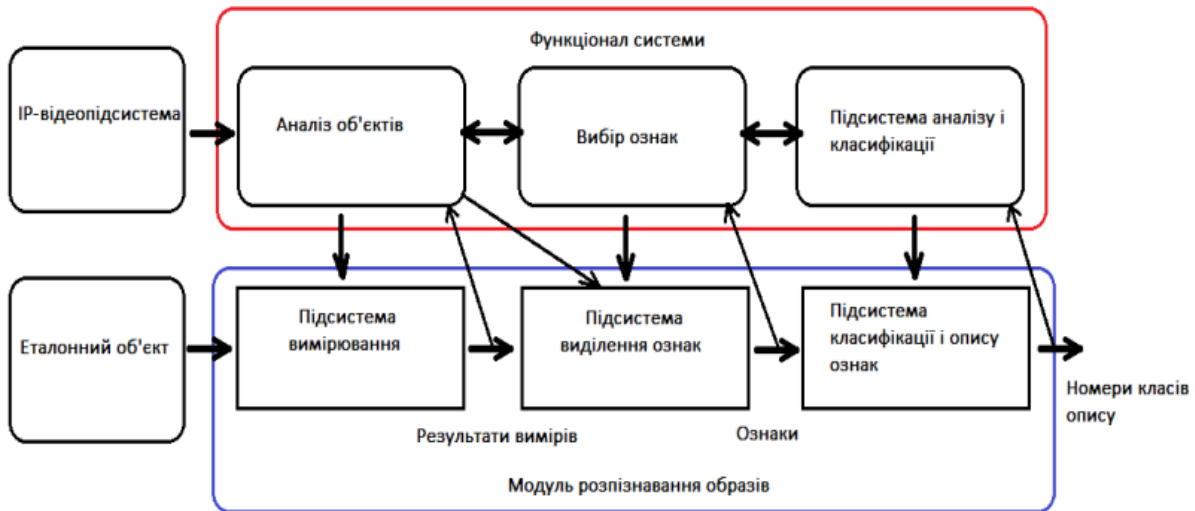 Функціонал системи
IP-відеопідсистема
Аналіз об'єктів
Вибір ознак
Підсистема аналізу і
класифікації
Еталонний об'єкт
Підсистема
вимірювання
Підсистема
виділення ознак
Підсистема
класифікації і опису
ознак
Номери класів
опису
Результати вимірів
Ознаки
Модуль розпізнавання образів